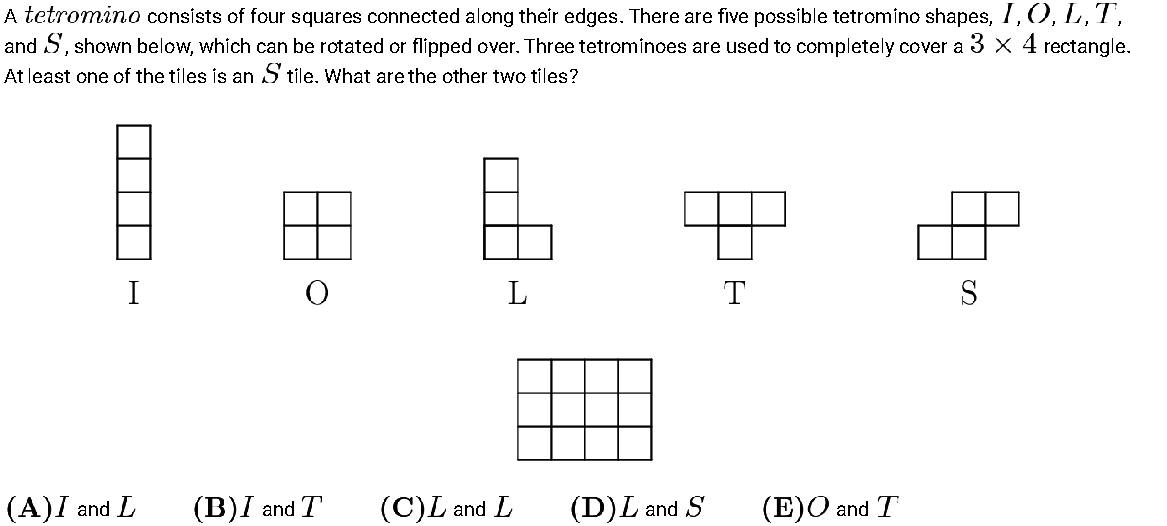 A tetromino consists of four squares connected along their edges. There are five possible tetromino shapes, I, O, L, T,
and S, shown below, which can be rotated or flipped over. Three tetrominoes are used to completely cover a 3 × 4 rectangle.
At least one of the tiles is an S tile. What are the other two tiles?
I O L T S
(A)I and L (B)I and T (C)L and L (D)L and S (E)O and T